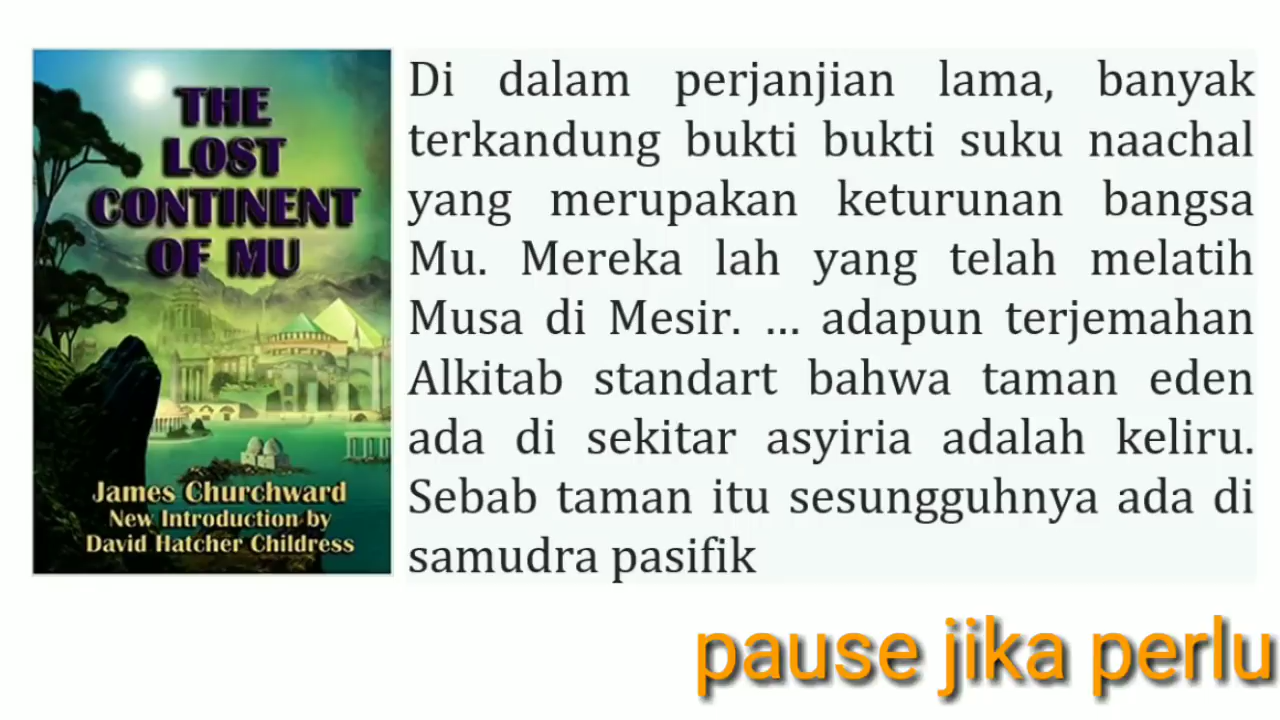 THE
LOST
CONTINENT
OF MU
James Churchward
New Introduction by
David Hatcher Childress
Di dalam perjanjian lama, banyak
terkandung bukti bukti suku naachal
yang merupakan keturunan bangsa
Mu. Mereka lah yang telah melatih
Musa di Mesir. ... adapun terjemahan
Alkitab standart bahwa taman eden
ada di sekitar asyiria adalah keliru.
Sebab taman itu sesungguhnya ada di
samudra pasifik
pause jika perlu